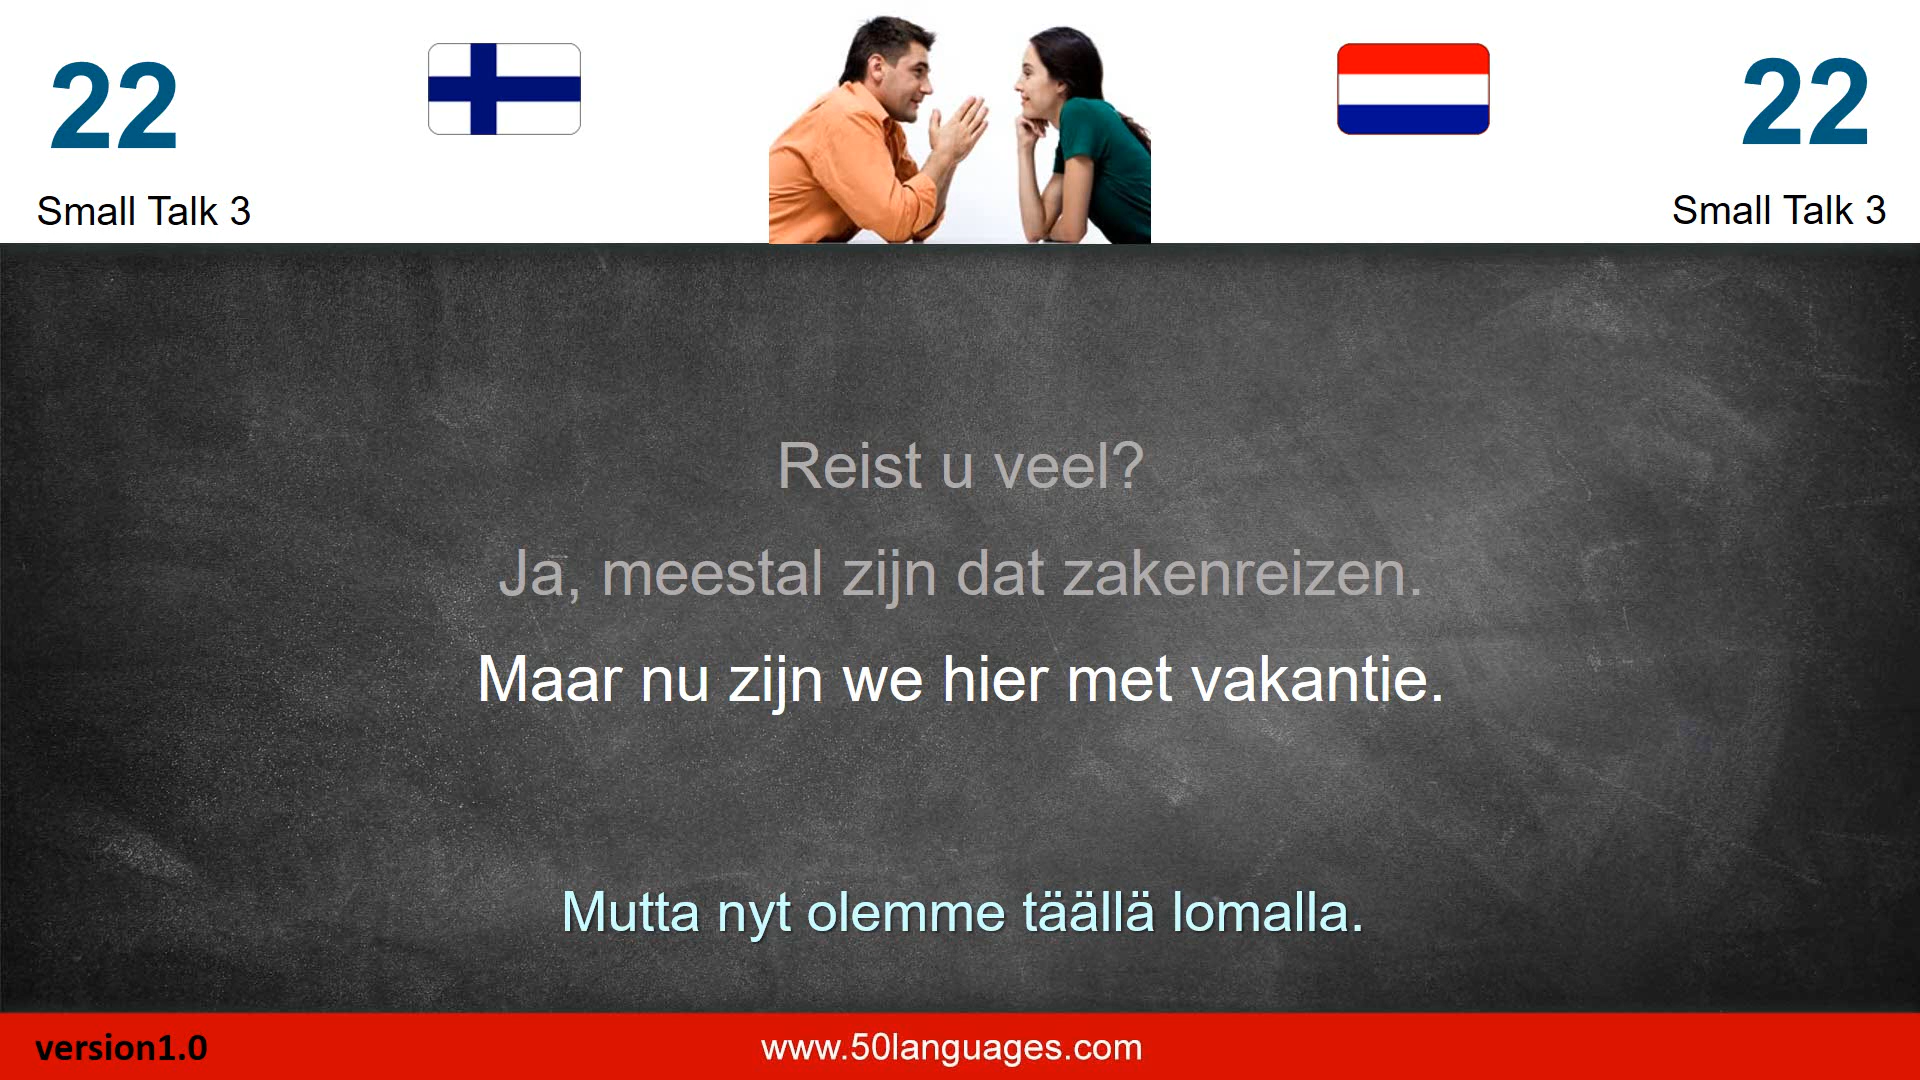 22
22
Small Talk 3
Small Talk 3
Reist u veel?
Ja, meestal zijn dat zakenreizen.
Maar nu zijn we hier met vakantie.
Mutta nyt olemme täällä lomalla.
version1.0
www.50languages.com